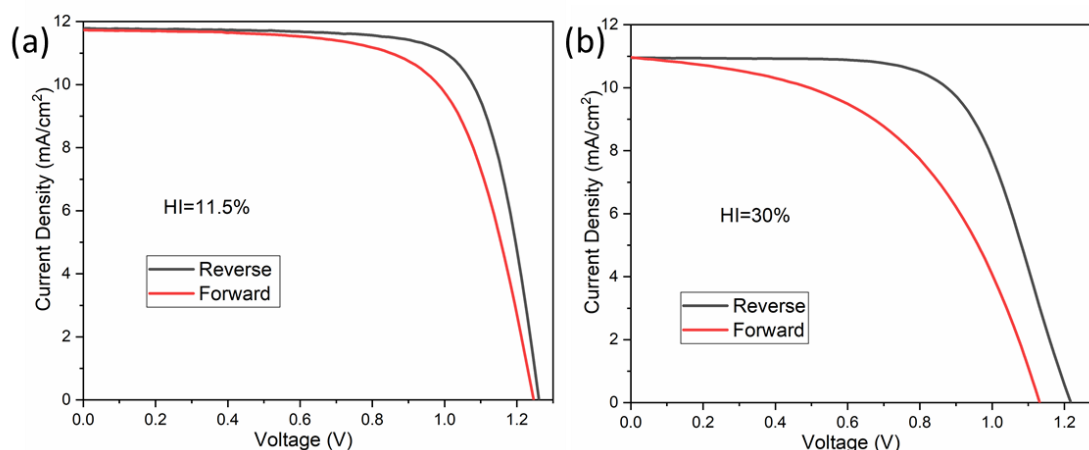 (a)
12
10
8
6
4
2
0
Current Density (mA/cm²)
HI=11.5%
Reverse
Forward
0.0 0.2 0.4 0.6 0.8 1.0 1.2
Voltage (V)
(b)
12
10
8
6
4
2
0
Current Density (mA/cm²)
HI=30%
Reverse
Forward
0.0 0.2 0.4 0.6 0.8 1.0 1.2
Voltage (V)